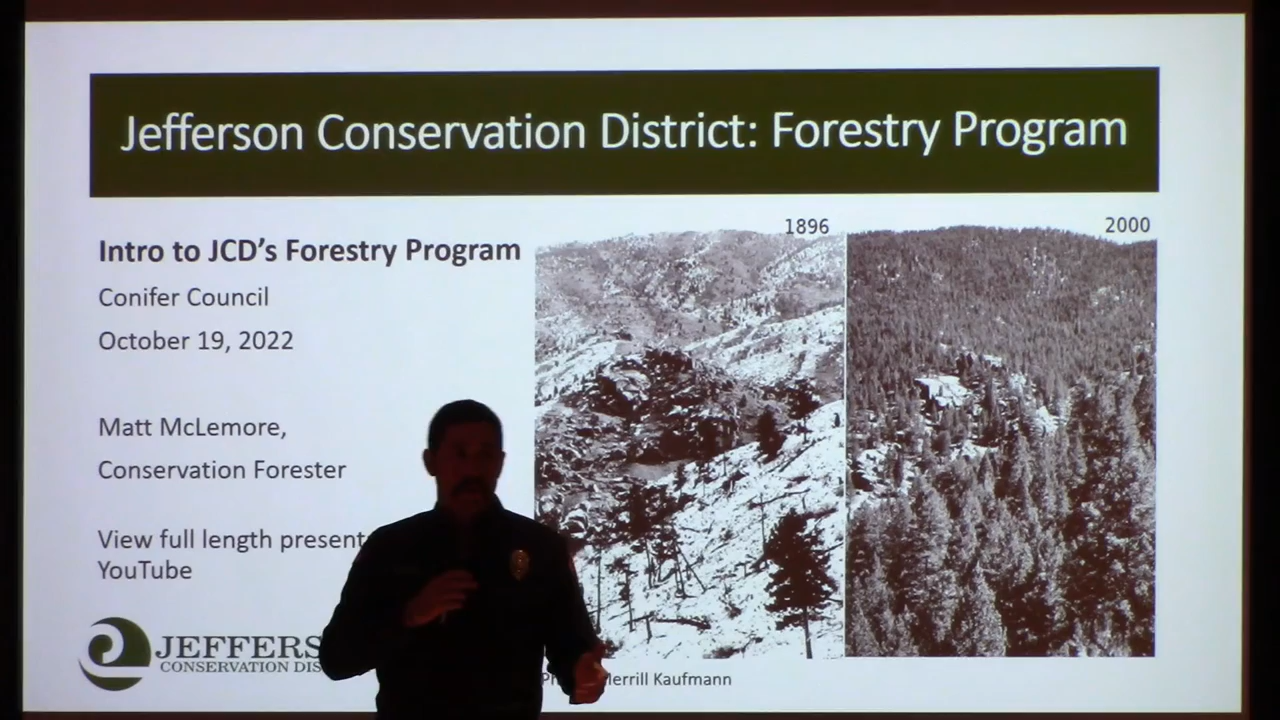 Jefferson Conservation District: Forestry Program
1896
2000
Intro to JCD's Forestry Program
Conifer Council
October 19, 2022
Matt McLemore,
Conservation Forester
View full length
YouTube
CONSERVATION
Merrill Kaufmann